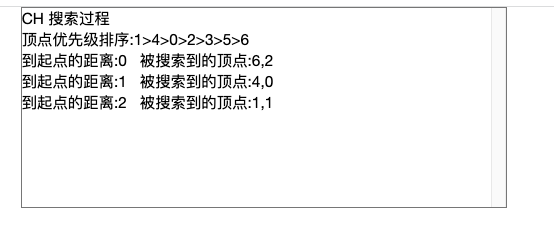 CH 搜索过程
顶点优先级排序:1>4>0>2>3>5>6
到起点的距离:0 被搜索到的顶点:6,2
到起点的距离:1 被搜索到的顶点:4,0
到起点的距离:2 被搜索到的顶点:1,1